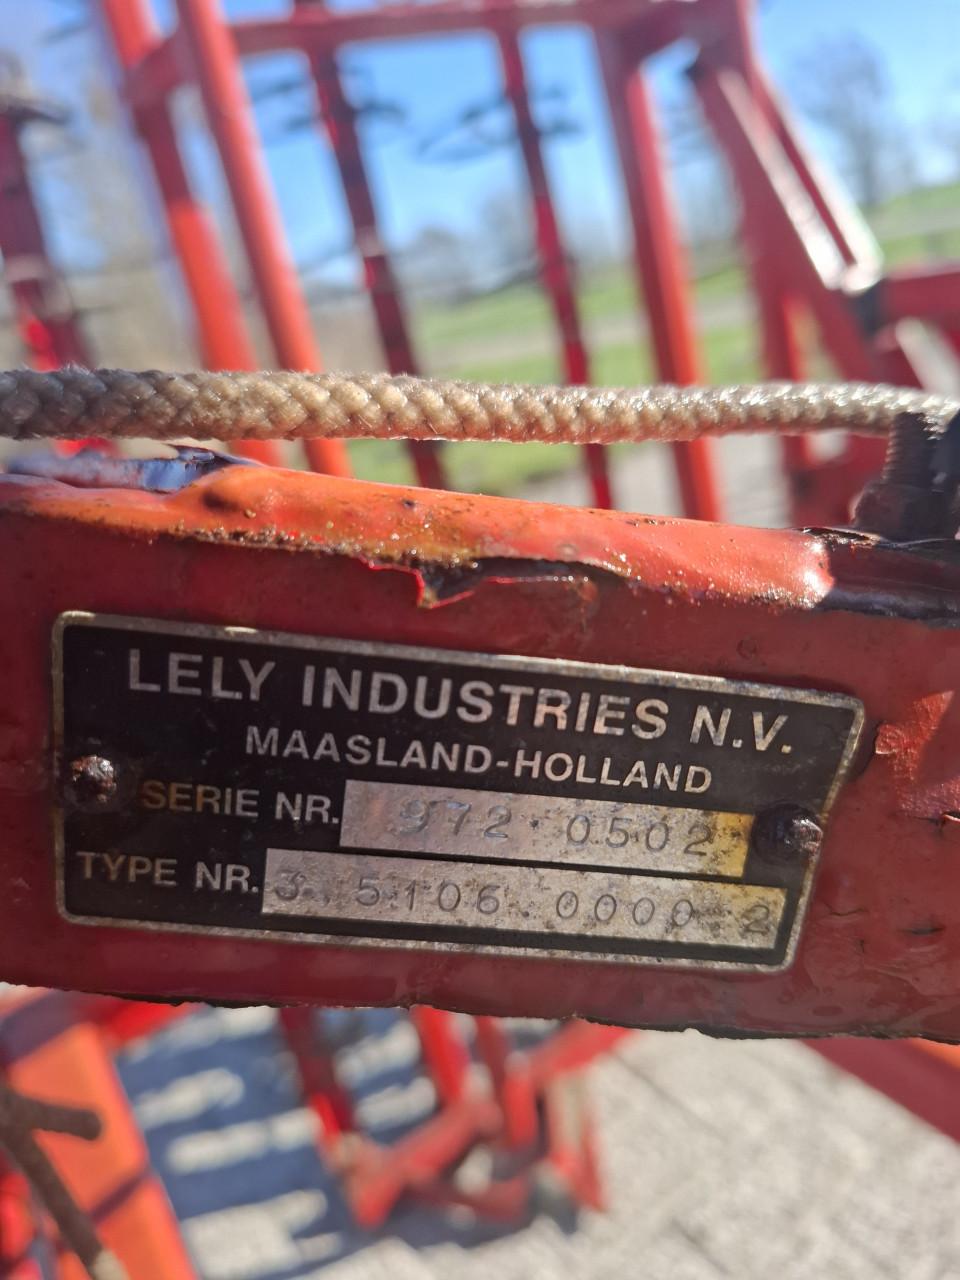 LELY INDUSTRIES N.V.
MAASLAND-HOLLAND
SERIE NR. 972.0502
TYPE NR. 3.5106.0000 2